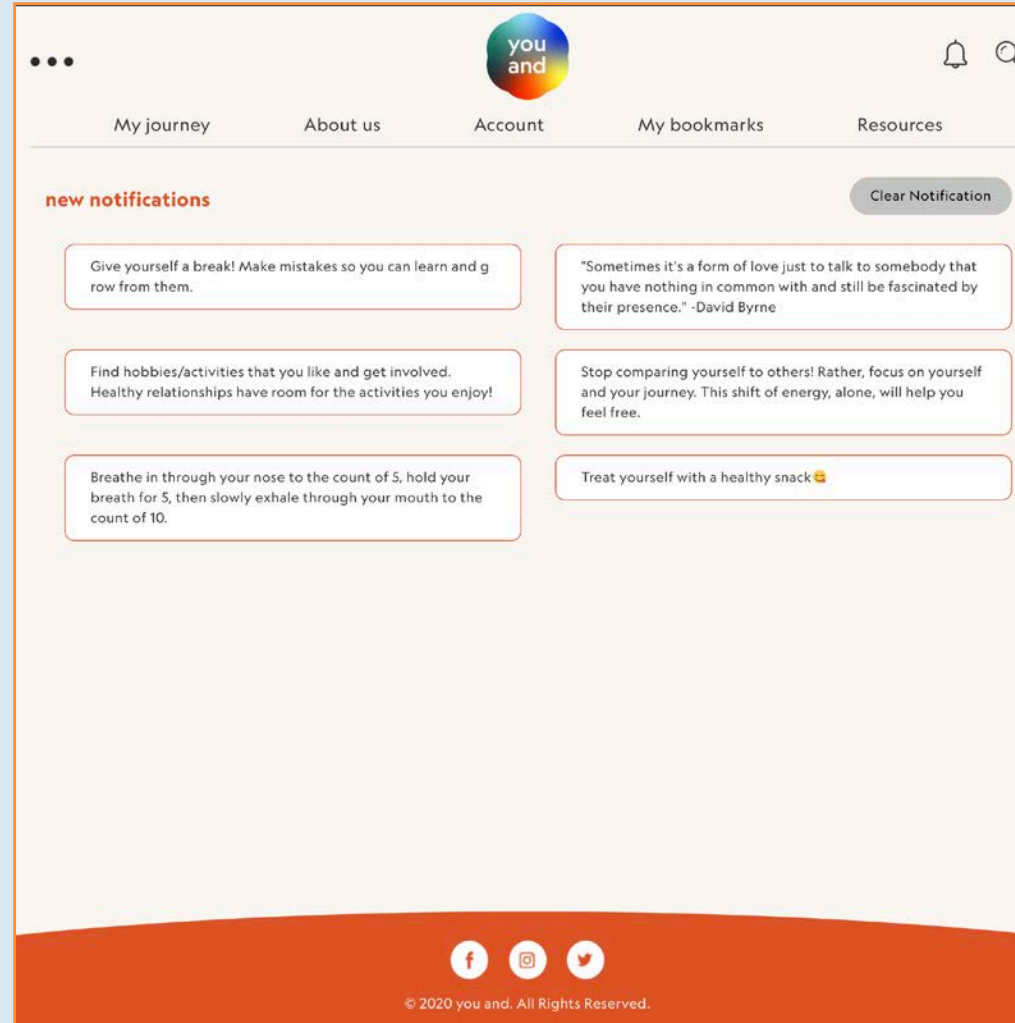 you
and
My journey
About us
Account
My bookmarks
Resources
new notifications
Clear Notification
Give yourself a break! Make mistakes so you can learn and g
row from them.
"Sometimes it's a form of love just to talk to somebody that
you have nothing in common with and still be fascinated by
their presence." -David Byrne
Find hobbies/activities that you like and get involved.
Healthy relationships have room for the activities you enjoy!
Stop comparing yourself to others! Rather, focus on yourself
and your journey. This shift of energy, alone, will help you
feel free.
Breathe in through your nose to the count of 5, hold your
breath for 5, then slowly exhale through your mouth to the
count of 10.
Treat yourself with a healthy snack😋
© 2020 you and. All Rights Reserved.